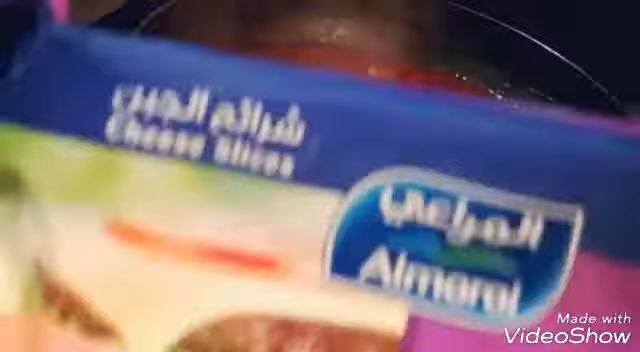 شرائح الجبن
Cheese Slices
المراعي
Almarai
Made with
VideoShow